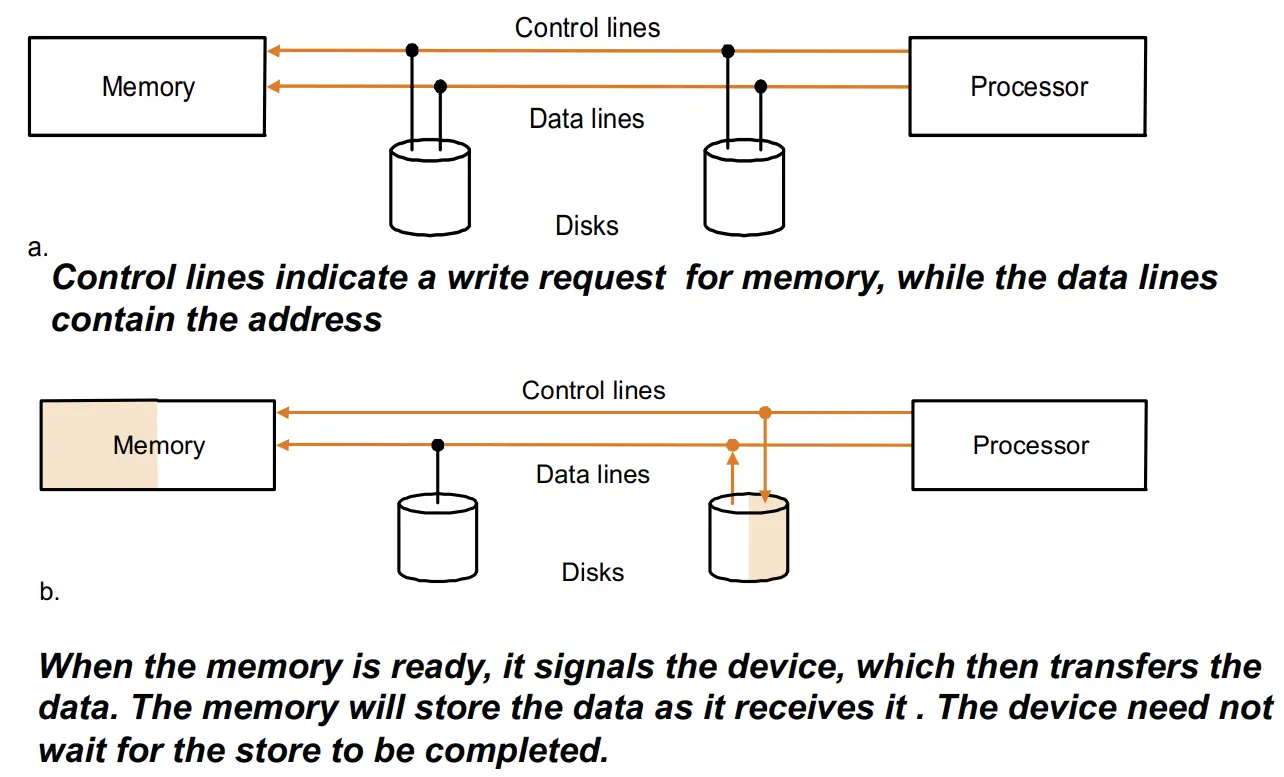 Control lines
Memory
Processor
Data lines
Disks
a.
Control lines indicate a write request for memory, while the data lines
contain the address
Control lines
Memory
Processor
Data lines
Disks
b.
When the memory is ready, it signals the device, which then transfers the
data. The memory will store the data as it receives it . The device need not
wait for the store to be completed.